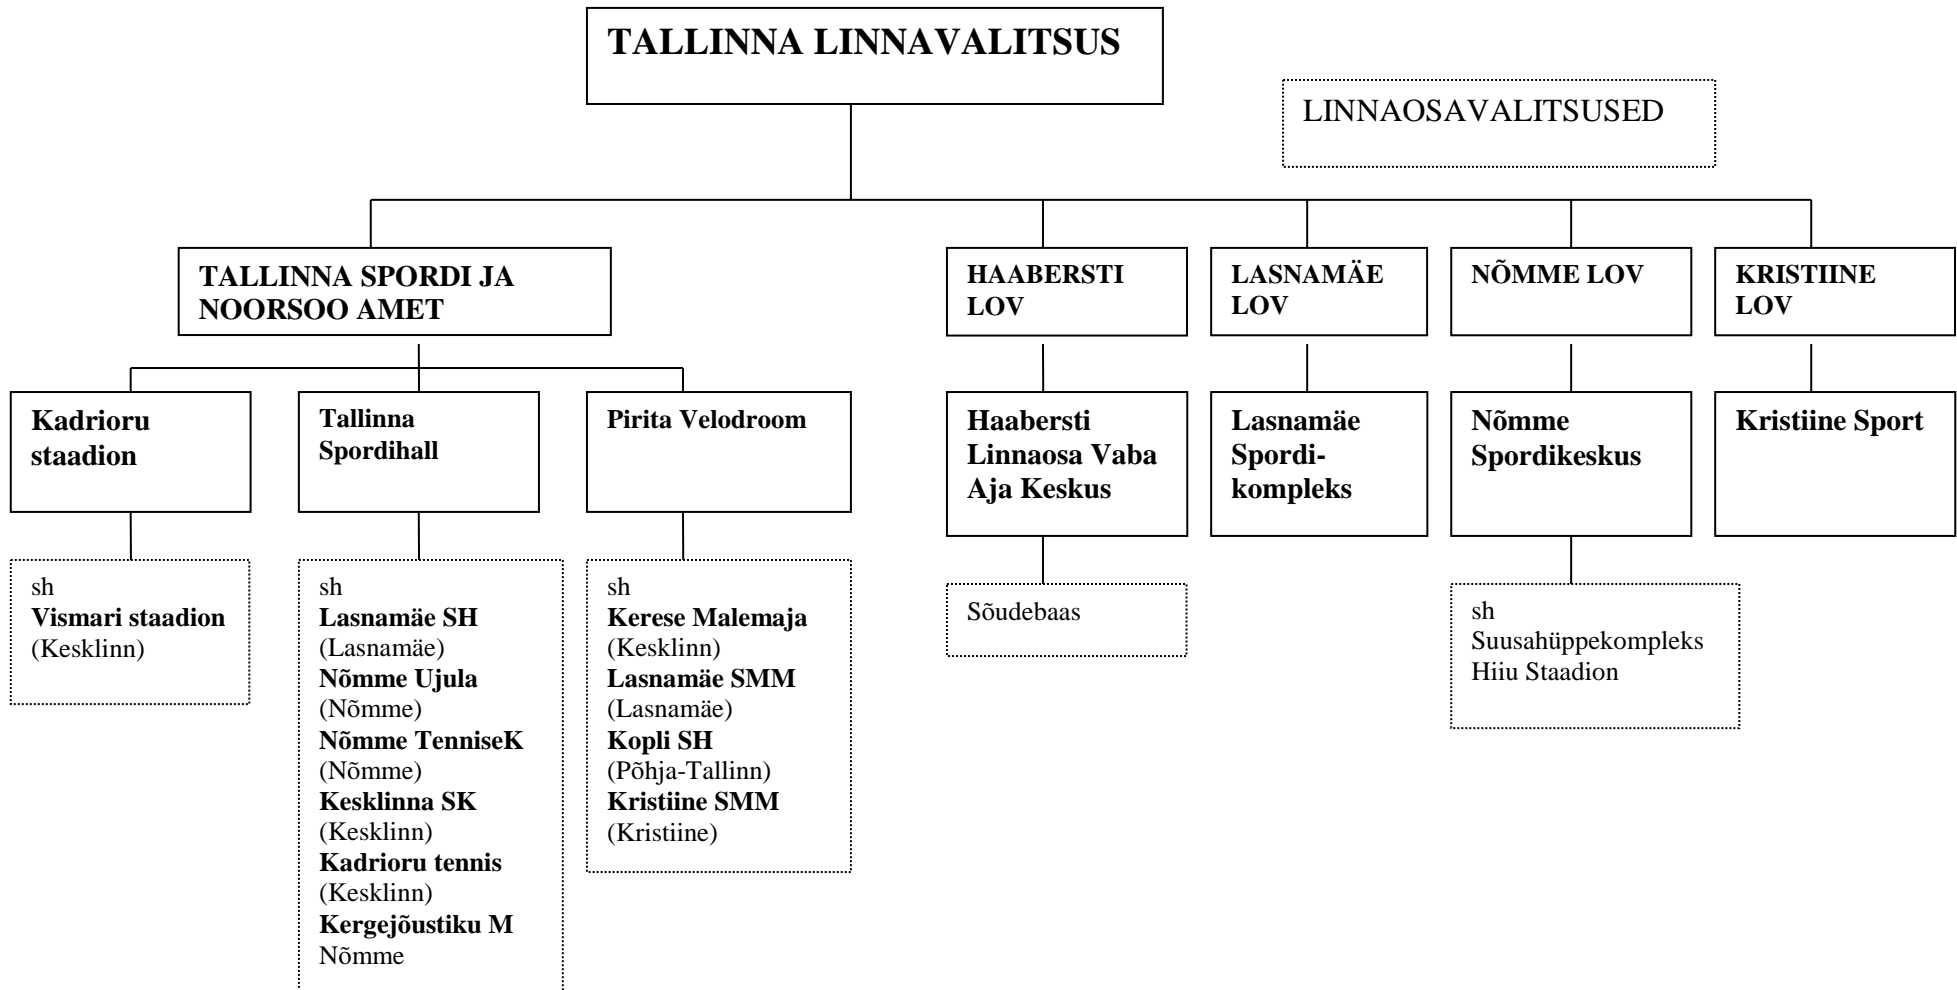 TALLINNA LINNAVALITSUS
LINNAOSAVALITSUSED
TALLINNA SPORDI JA
NOORSOO AMET
HAABERSTI
LOV
LASNAMÄE
LOV
NÕMME LOV
KRISTIINE
LOV
Kadrioru
staadion
Tallinna
Spordihall
Pirita Velodroom
Haabersti
Linnaosa Vaba
Aja Keskus
Lasnamäe
Spordi-
kompleks
Nõmme
Spordikeskus
Kristiine Sport
sh
Vismari staadion
(Kesklinn)
sh
Lasnamäe SH
(Lasnamäe)
Nõmme Ujula
(Nõmme)
Nõmme TenniseK
(Nõmme)
Kesklinna SK
(Kesklinn)
Kadrioru tennis
(Kesklinn)
Kergejõustiku M
Nõmme
sh
Kerese Malemaja
(Kesklinn)
Lasnamäe SMM
(Lasnamäe)
Kopli SH
(Põhja-Tallinn)
Kristiine SMM
(Kristiine)
Sõudebaas
sh
Suusahüppekompleks
Hiiu Staadion